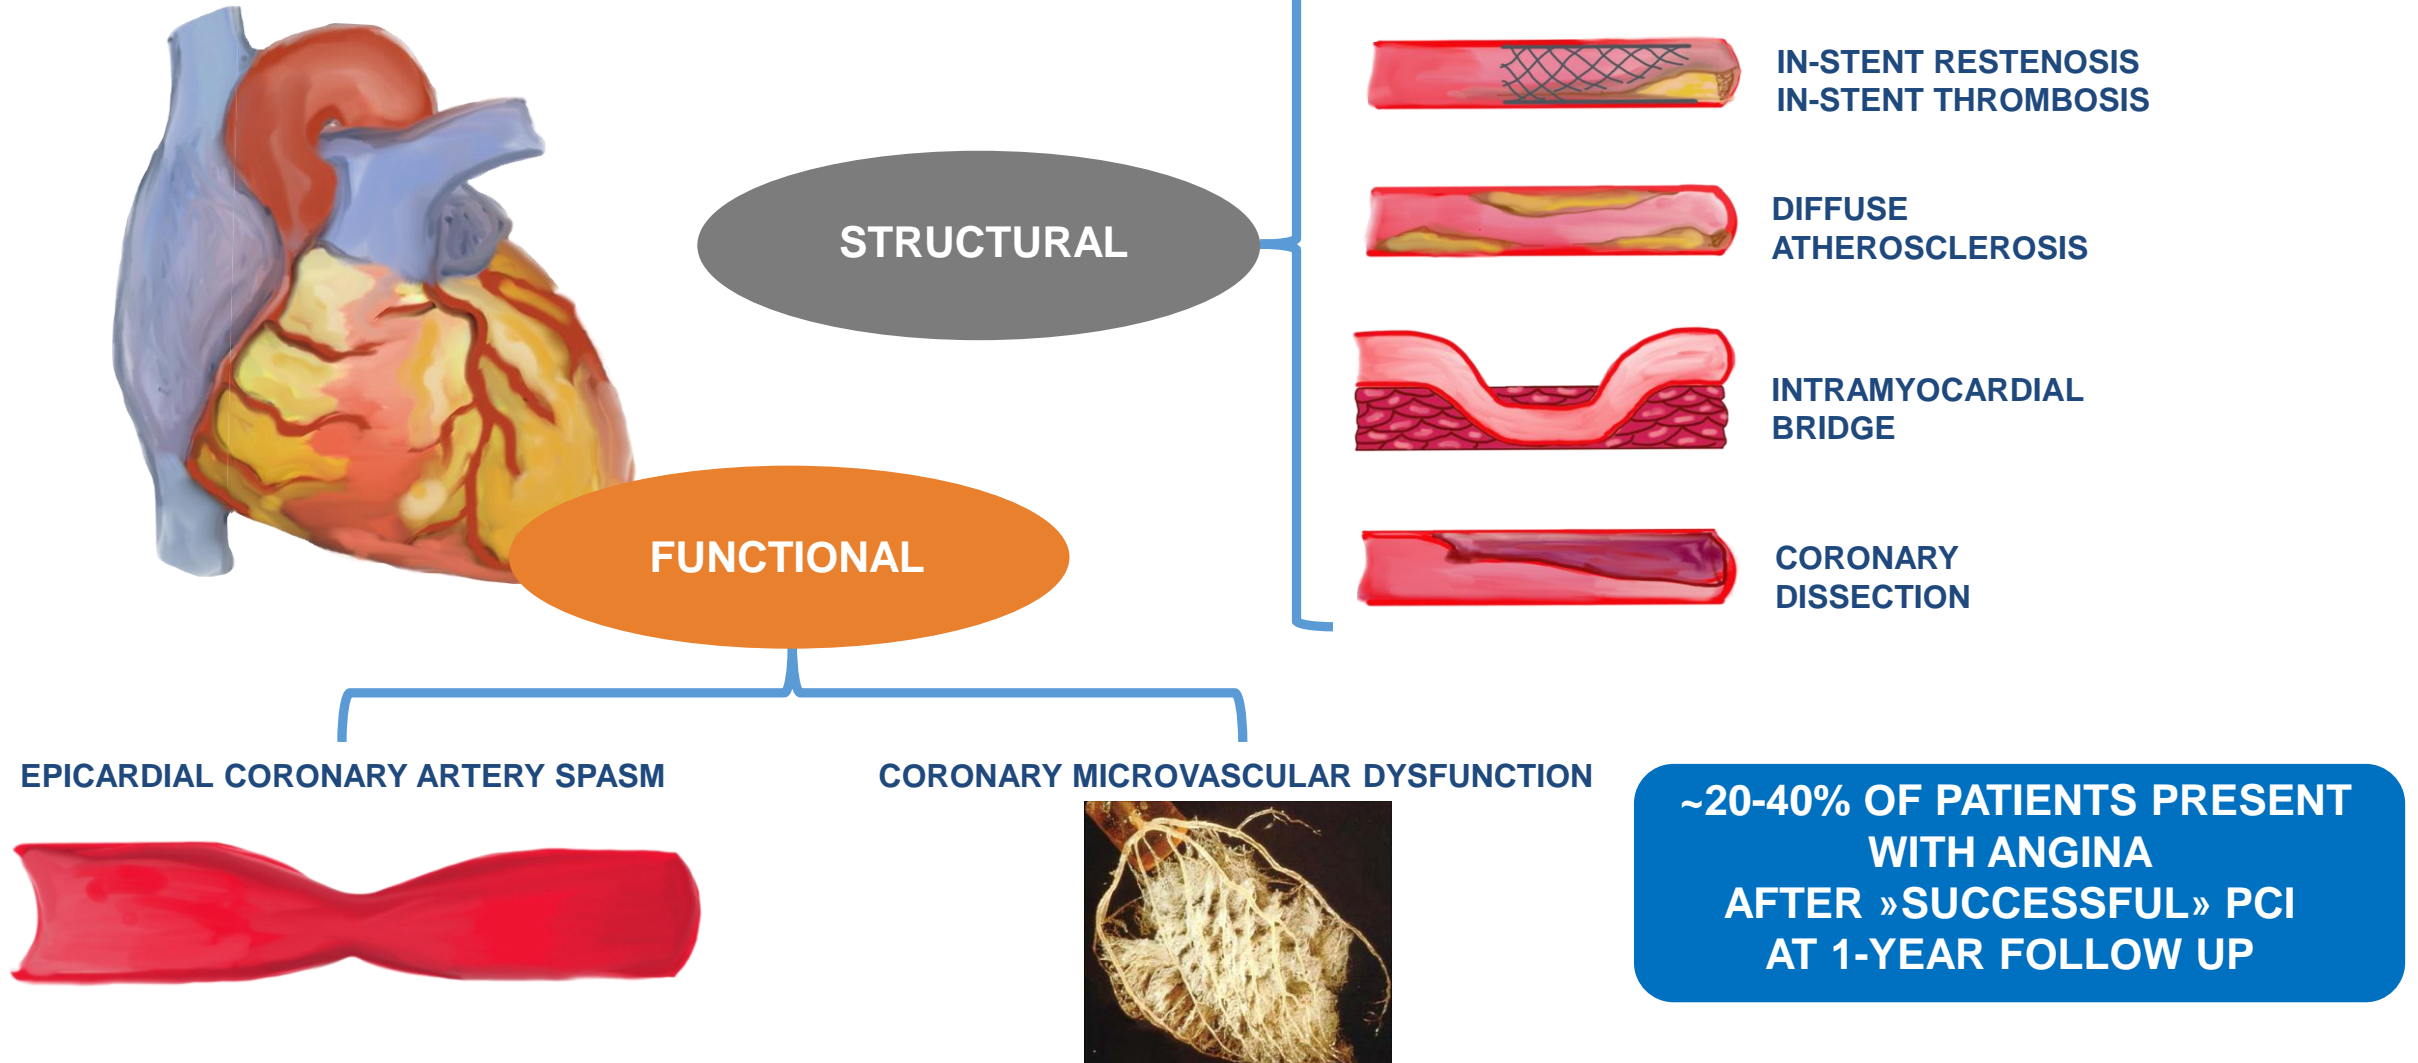 IN-STENT RESTENOSIS
IN-STENT THROMBOSIS
STRUCTURAL
DIFFUSE
ATHEROSCLEROSIS
INTRAMYOCARDIAL
BRIDGE
FUNCTIONAL
CORONARY
DISSECTION
EPICARDIAL CORONARY ARTERY SPASM
CORONARY MICROVASCULAR DYSFUNCTION
~20-40% OF PATIENTS PRESENT
WITH ANGINA
AFTER »SUCCESSFUL» PCI
AT 1-YEAR FOLLOW UP